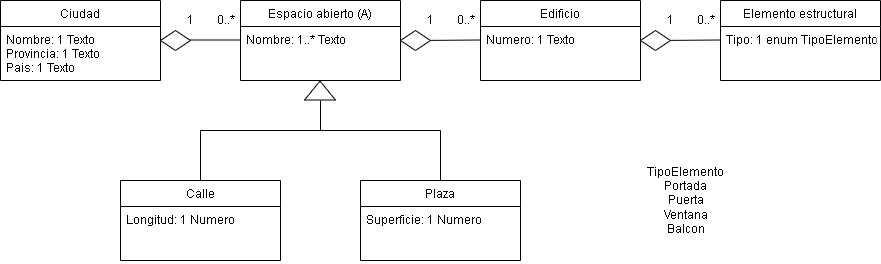 Ciudad
Nombre: 1 Texto
Provincia: 1 Texto
Pais: 1 Texto
1
0..*
Espacio abierto (A)
Nombre: 1..* Texto
1
0..*
Edificio
Numero: 1 Texto
1
0..*
Elemento estructural
Tipo: 1 enum TipoElemento
Calle
Longitud: 1 Numero
Plaza
Superficie: 1 Numero
TipoElemento
Portada
Puerta
Ventana
Balcon